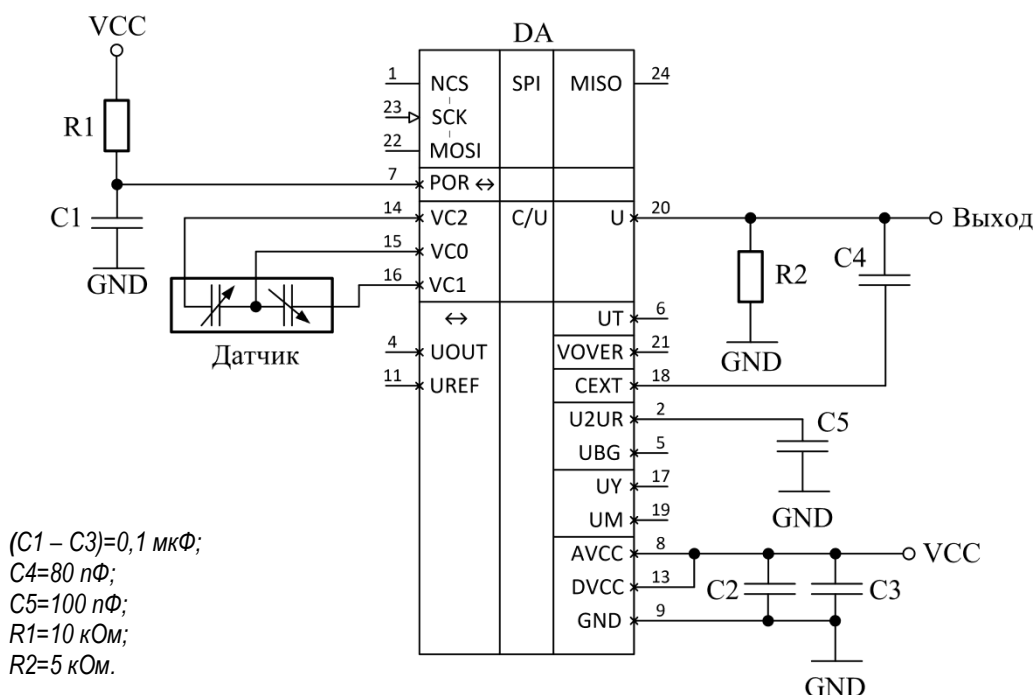 VCC
DA
1 NCS SPI MISO 24
23 SCK
R1
22 MOSI
7 POR ↔
C1
14 VC2 C/U U 20 Выход
15 VC0
C4
GND
16 VC1
R2
Датчик
↔ UT 6
GND
4 UOUT VOVER 21
11 UREF CEXT 18
U2UR 2
C5
UBG 5
UY 17
GND
UM 19
(C1 – C3)=0,1 мкФ;
AVCC 8 VCC
C4=80 пФ;
DVCC 13 C2 C3
C5=100 пФ;
GND 9
R1=10 кОм;
R2=5 кОм.
GND